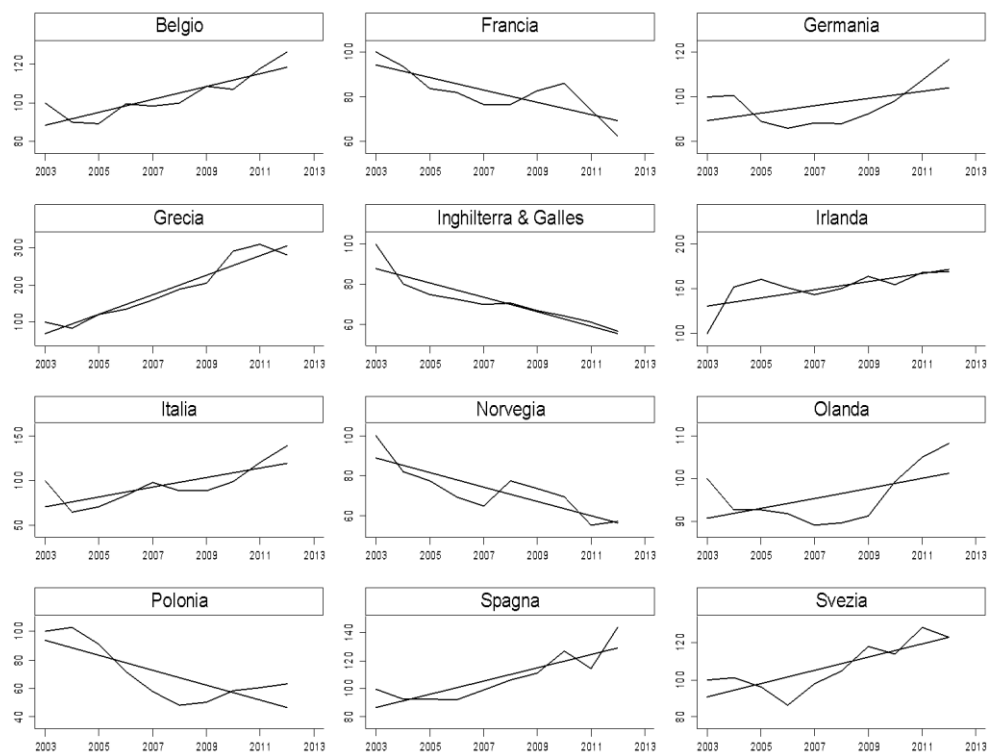 Belgio
80 100 120
2003 2005 2007 2009 2011 2013
Francia
60 80 100
2003 2005 2007 2009 2011 2013
Germania
80 100 120
2003 2005 2007 2009 2011 2013
Grecia
100 200 300
2003 2005 2007 2009 2011 2013
Inghilterra & Galles
60 80 100
2003 2005 2007 2009 2011 2013
Irlanda
100 150 200
2003 2005 2007 2009 2011 2013
Italia
50 100 150
2003 2005 2007 2009 2011 2013
Norvegia
60 80 100
2003 2005 2007 2009 2011 2013
Olanda
90 100 110
2003 2005 2007 2009 2011 2013
Polonia
40 60 80 100
2003 2005 2007 2009 2011 2013
Spagna
80 100 120 140
2003 2005 2007 2009 2011 2013
Svezia
80 100 120
2003 2005 2007 2009 2011 2013